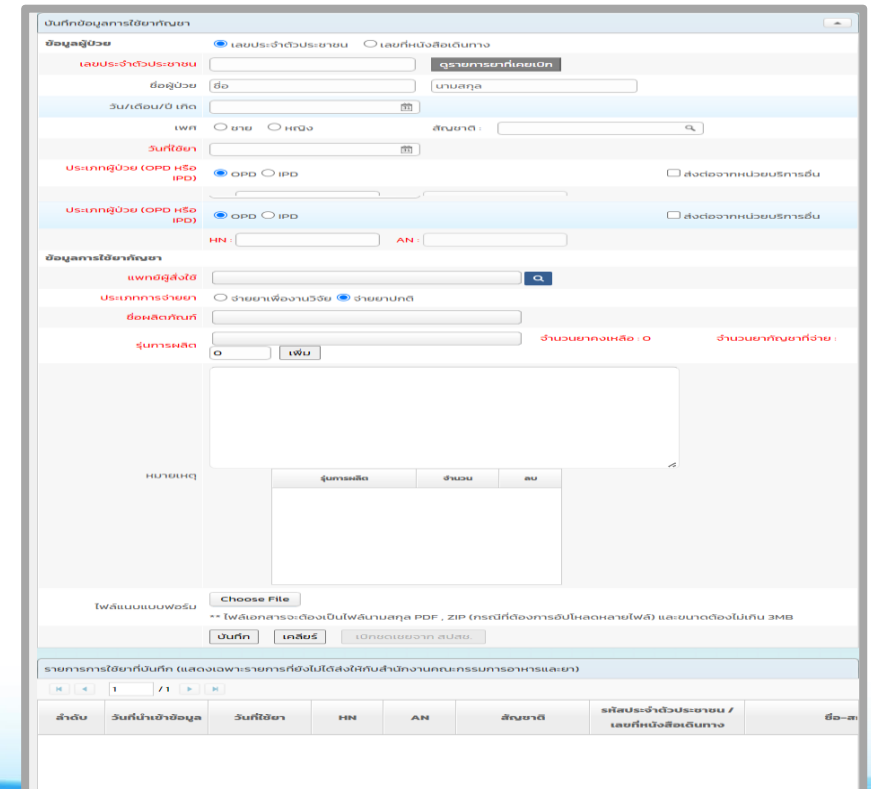 บันทึกข้อมูลการใช้ยากัญชา
ข้อมูลผู้ป่วย เลขประจำตัวประชาชน เลขที่หนังสือเดินทาง
เลขประจำตัวประชาชน ดูรายการยาที่เคยเบิก
ชื่อผู้ป่วย ชื่อ นามสกุล
วัน/เดือน/ปี เกิด
เพศ ชาย หญิง สัญชาติ :
วันที่ใช้ยา
ประเภทผู้ป่วย (OPD หรือ IPD) OPD IPD ส่งต่อจากหน่วยบริการอื่น
ประเภทผู้ป่วย (OPD หรือ IPD) OPD IPD ส่งต่อจากหน่วยบริการอื่น
HN : AN :
ข้อมูลการใช้ยากัญชา
แพทย์ผู้สั่งใช้
ประเภทการจ่ายยา จ่ายยาเพื่องานวิจัย จ่ายยาปกติ
ชื่อผลิตภัณฑ์
รุ่นการผลิต จำนวนยาคงเหลือ : 0 จำนวนยากัญชาที่จ่าย :
0 เพิ่ม
หมายเหตุ
รุ่นการผลิต จำนวน ลบ
ไฟล์แนบแบบฟอร์ม Choose File
** ไฟล์เอกสารจะต้องเป็นไฟล์นามสกุล PDF , ZIP (กรณีที่ต้องการอัปโหลดหลายไฟล์) และขนาดต้องไม่เกิน 3MB
บันทึก เคลียร์ เบิกชดเชยจาก สปสช.
รายการการใช้ยาที่บันทึก (แสดงเฉพาะรายการที่ยังไม่ได้ส่งให้กับสำนักงานคณะกรรมการอาหารและยา)
1 / 1
ลำดับ วันที่นำเข้าข้อมูล วันที่ใช้ยา HN AN สัญชาติ รหัสประจำตัวประชาชน / เลขที่หนังสือเดินทาง ชื่อ-ส